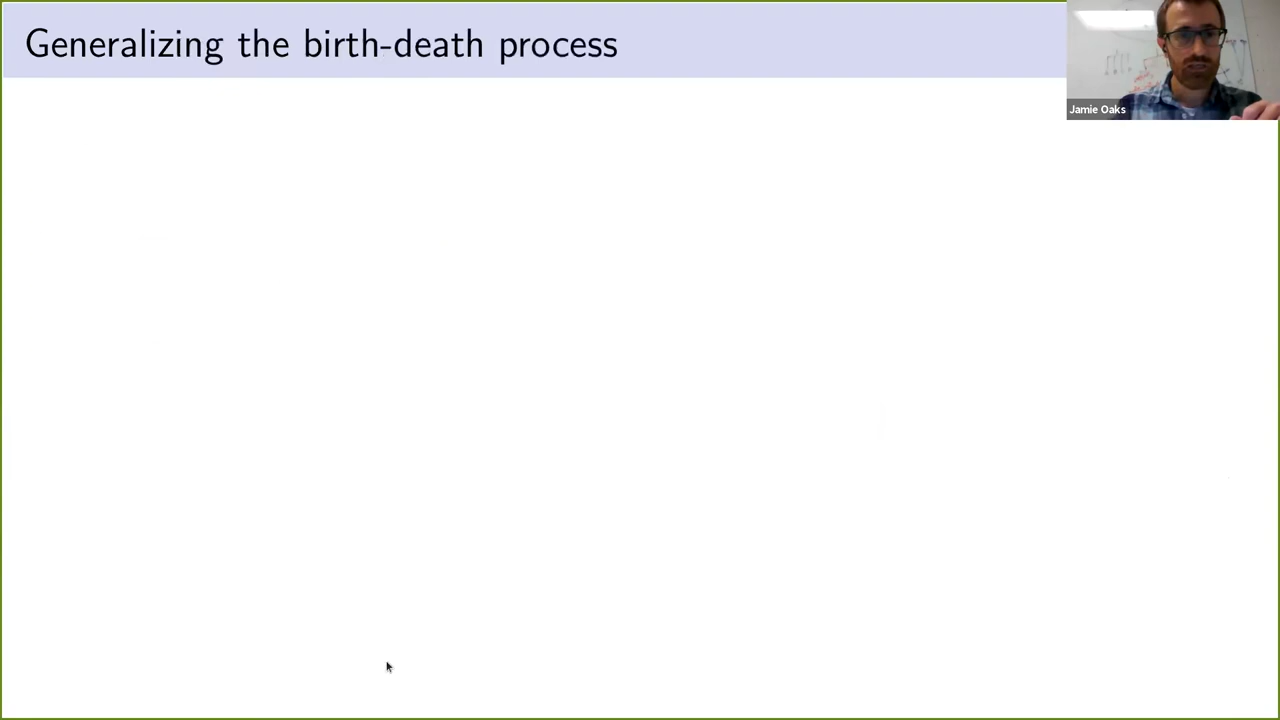 Generalizing the birth-death process
Jamie Oaks